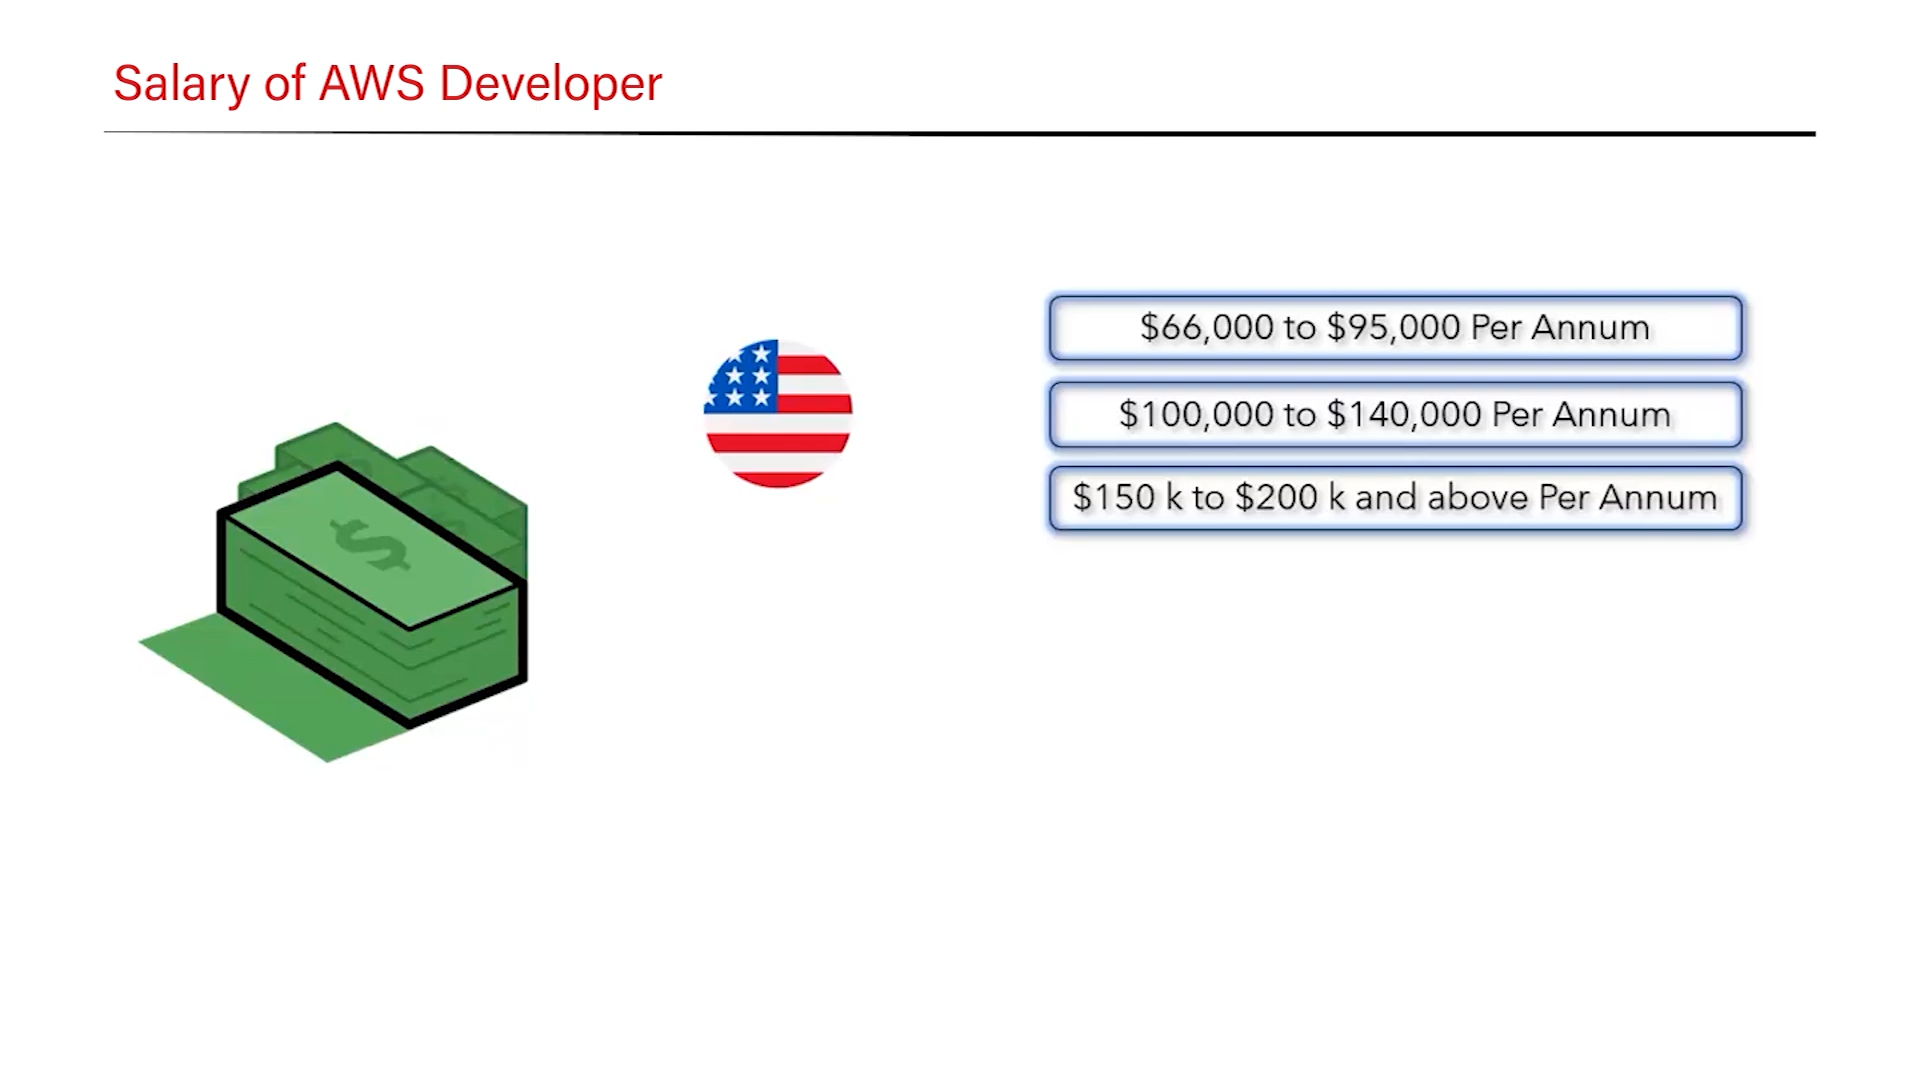 Salary of AWS Developer
$66,000 to $95,000 Per Annum
$100,000 to $140,000 Per Annum
$150 k to $200 k and above Per Annum